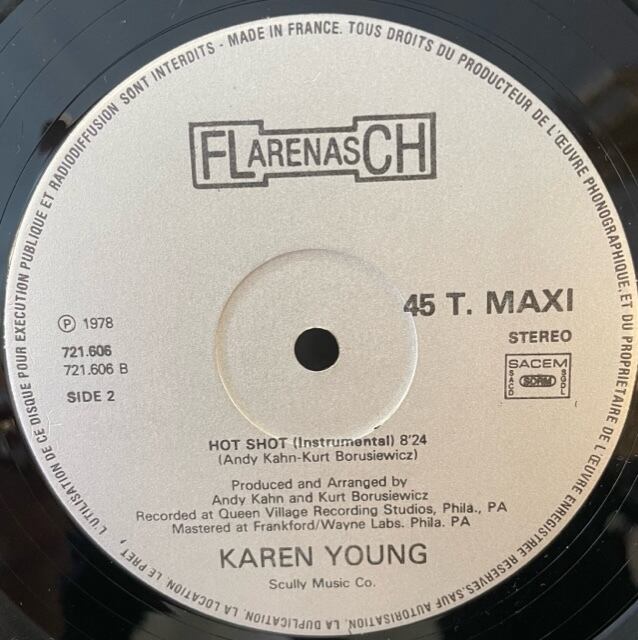 MADE IN FRANCE. TOUS DROITS DU PRODUCTEUR DE L'ŒUVRE PHONOGRAPHIQUE, ET DU PROPRIÉTAIRE DE L'ŒUVRE ENREGISTRÉE RÉSERVÉS. SAUF AUTORISATION. LA DUPLICATION. LA LOCATION. LE PRET, L'UTILISATION DE CE DISQUE POUR EXECUTION PUBLIQUE ET RADIODIFFUSION SONT INTERDITS -
FLARENASCH
45 T. MAXI
STEREO
SACEM
SACD
SDRM
SGDL
Ⓟ 1978
721.606
721.606 B
SIDE 2
HOT SHOT (Instrumental) 8'24
(Andy Kahn-Kurt Borusiewicz)
Produced and Arranged by
Andy Kahn and Kurt Borusiewicz
Recorded at Queen Village Recording Studios, Phila., PA
Mastered at Frankford/Wayne Labs. Phila. PA
KAREN YOUNG
Scully Music Co.